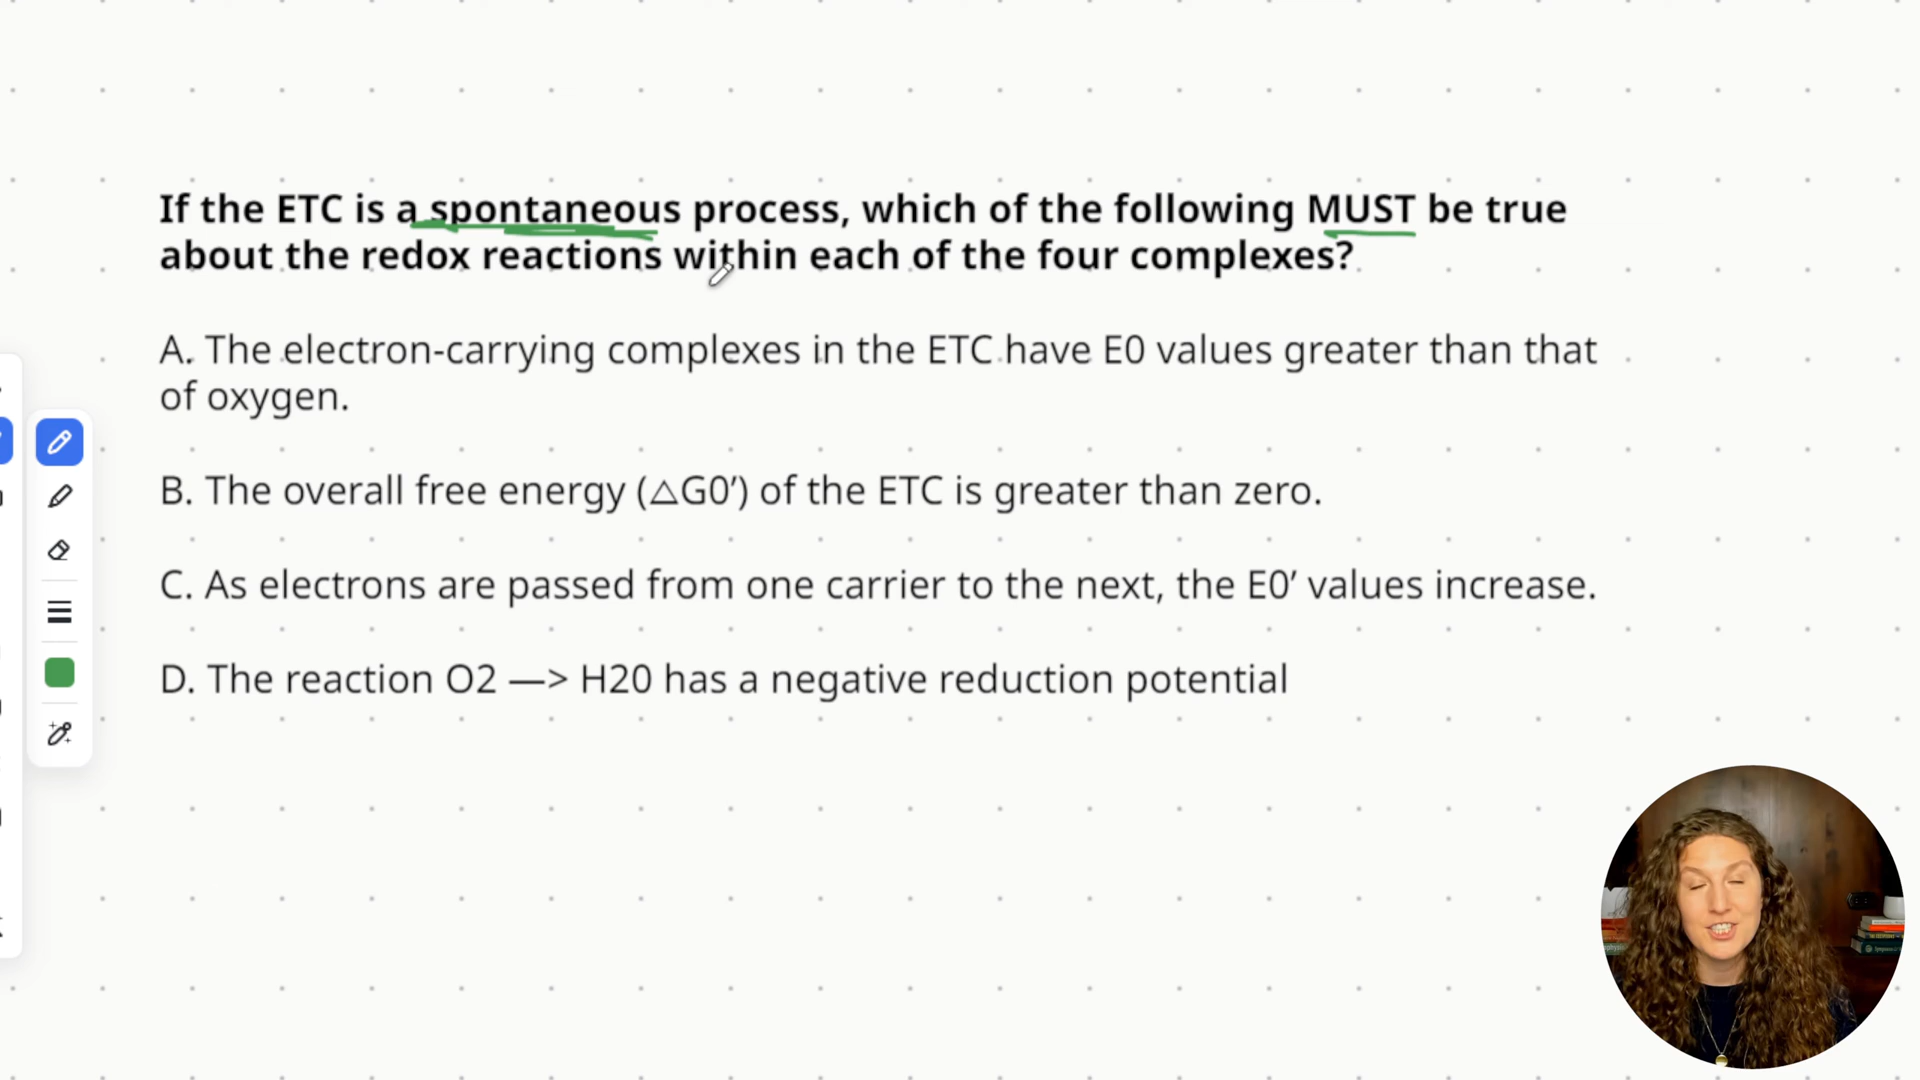 If the ETC is a spontaneous process, which of the following MUST be true
about the redox reactions within each of the four complexes?
A. The electron-carrying complexes in the ETC have E0 values greater than that
of oxygen.
B. The overall free energy (△G0’) of the ETC is greater than zero.
C. As electrons are passed from one carrier to the next, the E0’ values increase.
D. The reaction O2 —> H20 has a negative reduction potential